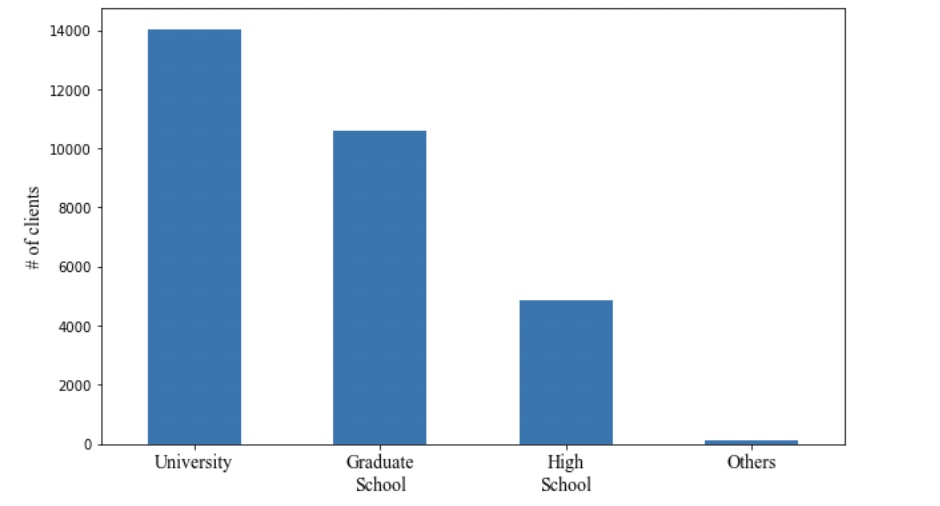 14000
12000
10000
8000
6000
4000
2000
0
# of clients
University
Graduate
School
High
School
Others